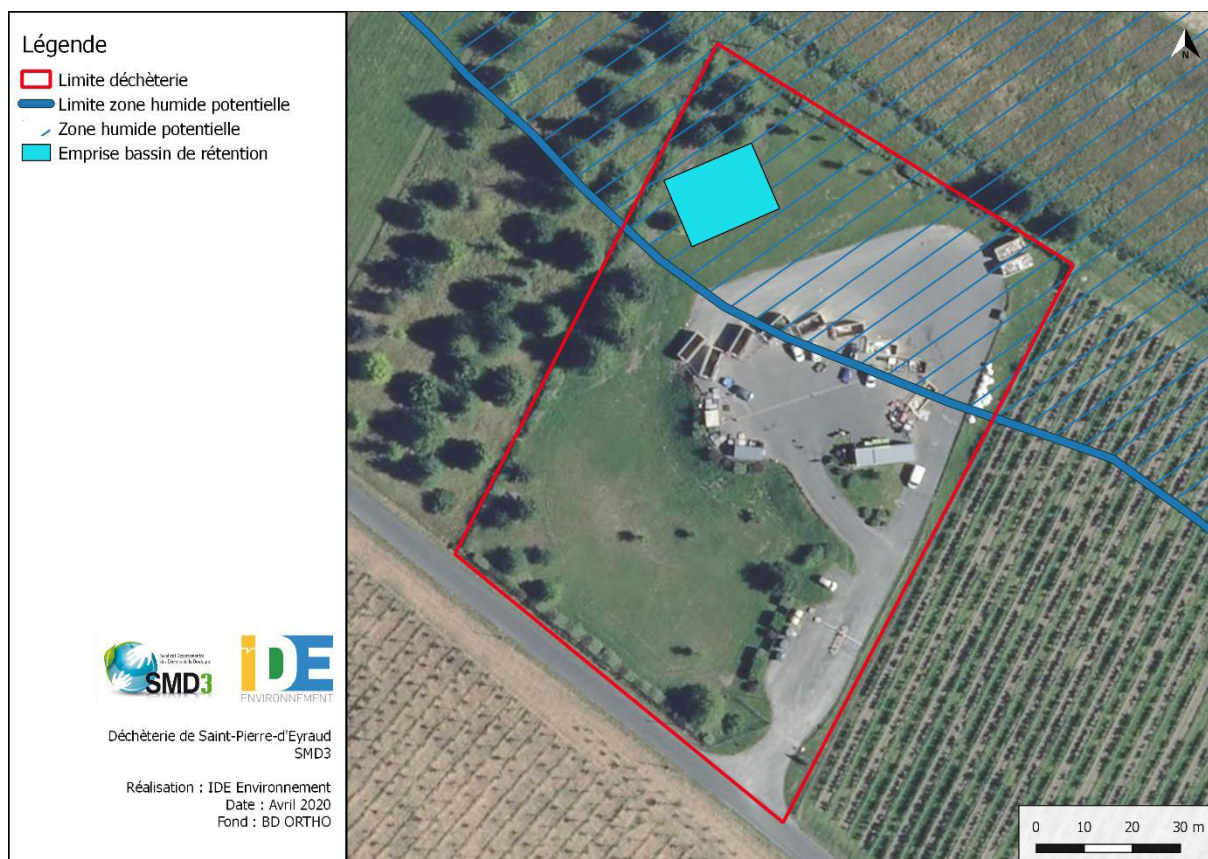 Légende
Limite déchèterie
Limite zone humide potentielle
Zone humide potentielle
Emprise bassin de rétention
N
SMD3
iDE
ENVIRONNEMENT
Déchèterie de Saint-Pierre-d'Eyraud
SMD3
Réalisation : IDE Environnement
Date : Avril 2020
Fond : BD ORTHO
0 10 20 30 m